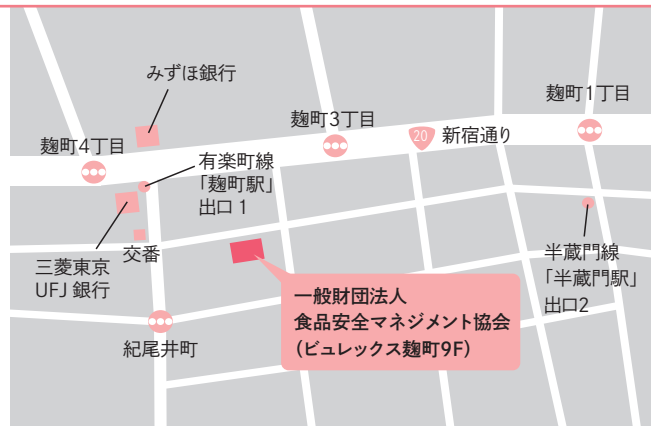 みずほ銀行
麹町4丁目
麹町3丁目
20
新宿通り
麹町1丁目
有楽町線
「麹町駅」
出口 1
三菱東京
UFJ 銀行
交番
紀尾井町
一般財団法人
食品安全マネジメント協会
(ビュレックス麹町9F)
半蔵門線
「半蔵門駅」
出口2